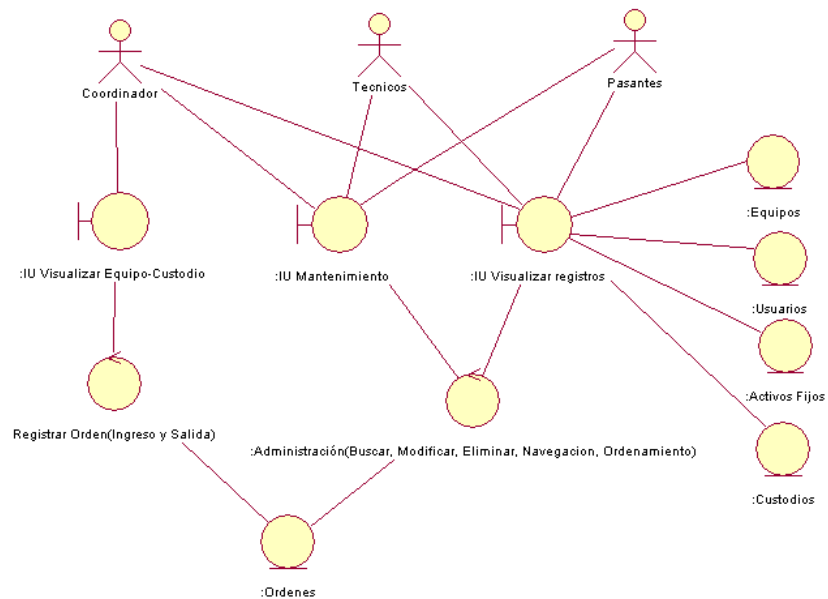 Coordinador
Tecnicos
Pasantes
:Equipos
:IU Visualizar Equipo-Custodio
:IU Mantenimiento
:IU Visualizar registros
:Usuarios
:Activos Fijos
Registrar Orden(Ingreso y Salida)
:Administración(Buscar, Modificar, Eliminar, Navegacion, Ordenamiento)
:Custodios
:Ordenes